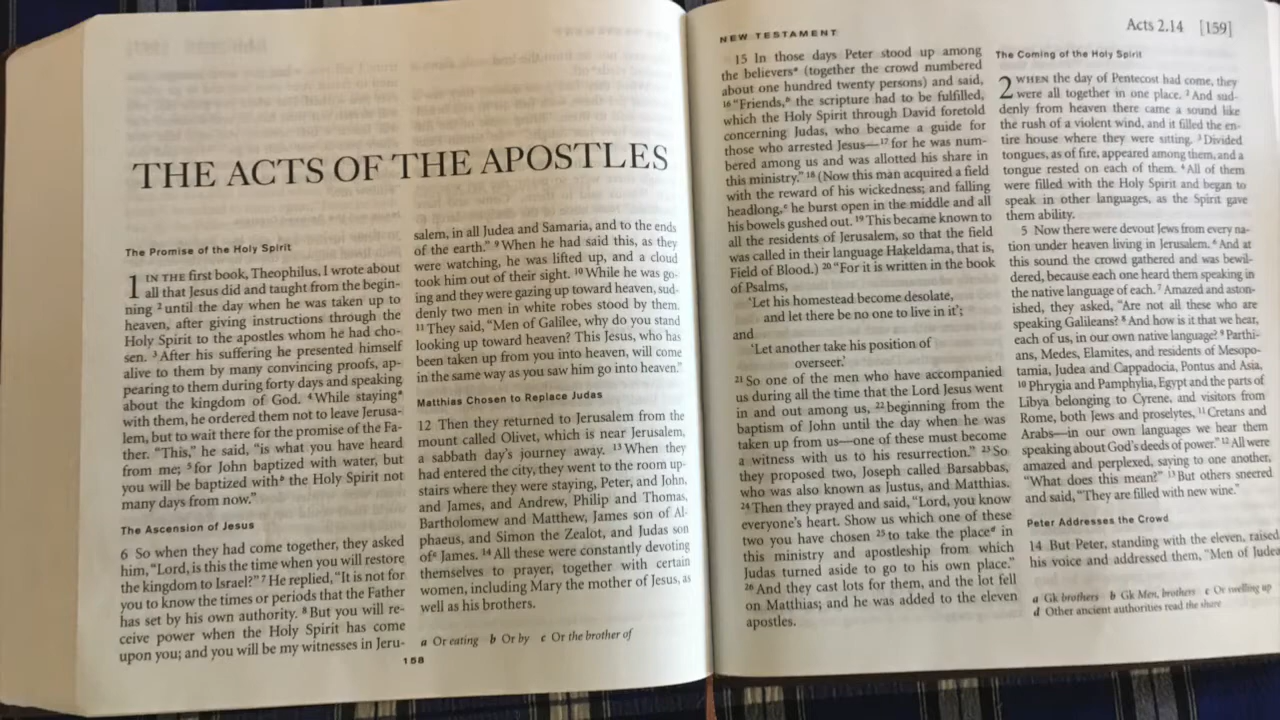 THE ACTS OF THE APOSTLES
The Promise of the Holy Spirit
1 IN THE first book, Theophilus, I wrote about
all that Jesus did and taught from the begin-
ning 2 until the day when he was taken up to
heaven, after giving instructions through the
Holy Spirit to the apostles whom he had cho-
sen. 3 After his suffering he presented himself
alive to them by many convincing proofs, ap-
pearing to them during forty days and speaking
about the kingdom of God. 4 While staying a
with them, he ordered them not to leave Jerusa-
lem, but to wait there for the promise of the Fa-
ther. “This,” he said, “is what you have heard
from me; 5 for John baptized with water, but
you will be baptized with b the Holy Spirit not
many days from now.”
The Ascension of Jesus
6 So when they had come together, they asked
him, “Lord, is this the time when you will restore
the kingdom to Israel?” 7 He replied, “It is not for
you to know the times or periods that the Father
has set by his own authority. 8 But you will re-
ceive power when the Holy Spirit has come
upon you; and you will be my witnesses in Jeru-
salem, in all Judea and Samaria, and to the ends
of the earth.” 9 When he had said this, as they
were watching, he was lifted up, and a cloud
took him out of their sight. 10 While he was go-
ing and they were gazing up toward heaven, sud-
denly two men in white robes stood by them.
11 They said, “Men of Galilee, why do you stand
looking up toward heaven? This Jesus, who has
been taken up from you into heaven, will come
in the same way as you saw him go into heaven.”
Matthias Chosen to Replace Judas
12 Then they returned to Jerusalem from the
mount called Olivet, which is near Jerusalem,
a sabbath day’s journey away. 13 When they
had entered the city, they went to the room up-
stairs where they were staying, Peter, and John,
and James, and Andrew, Philip and Thomas,
Bartholomew and Matthew, James son of Al-
phaeus, and Simon the Zealot, and Judas son
of c James. 14 All these were constantly devoting
themselves to prayer, together with certain
women, including Mary the mother of Jesus, as
well as his brothers.
a Or eating b Or by c Or the brother of
158
NEW TESTAMENT
Acts 2.14 [159]
15 In those days Peter stood up among
the believers a (together the crowd numbered
about one hundred twenty persons) and said,
16 “Friends, b the scripture had to be fulfilled,
which the Holy Spirit through David foretold
concerning Judas, who became a guide for
those who arrested Jesus— 17 for he was num-
bered among us and was allotted his share in
this ministry.” 18 (Now this man acquired a field
with the reward of his wickedness; and falling
headlong, c he burst open in the middle and all
his bowels gushed out. 19 This became known to
all the residents of Jerusalem, so that the field
was called in their language Hakeldama, that is,
Field of Blood.) 20 “For it is written in the book
of Psalms,
‘Let his homestead become desolate,
and let there be no one to live in it’;
and
‘Let another take his position of
overseer.’
21 So one of the men who have accompanied
us during all the time that the Lord Jesus went
in and out among us, 22 beginning from the
baptism of John until the day when he was
taken up from us—one of these must become
a witness with us to his resurrection.” 23 So
they proposed two, Joseph called Barsabbas,
who was also known as Justus, and Matthias.
24 Then they prayed and said, “Lord, you know
everyone’s heart. Show us which one of these
two you have chosen 25 to take the place d in
this ministry and apostleship from which
Judas turned aside to go to his own place.”
26 And they cast lots for them, and the lot fell
on Matthias; and he was added to the eleven
apostles.
The Coming of the Holy Spirit
2 WHEN the day of Pentecost had come, they
were all together in one place. 2 And sud-
denly from heaven there came a sound like
the rush of a violent wind, and it filled the en-
tire house where they were sitting. 3 Divided
tongues, as of fire, appeared among them, and a
tongue rested on each of them. 4 All of them
were filled with the Holy Spirit and began to
speak in other languages, as the Spirit gave
them ability.
5 Now there were devout Jews from every na-
tion under heaven living in Jerusalem. 6 And at
this sound the crowd gathered and was bewil-
dered, because each one heard them speaking in
the native language of each. 7 Amazed and aston-
ished, they asked, “Are not all these who are
speaking Galileans? 8 And how is it that we hear,
each of us, in our own native language? 9 Parthi-
ans, Medes, Elamites, and residents of Mesopo-
tamia, Judea and Cappadocia, Pontus and Asia,
10 Phrygia and Pamphylia, Egypt and the parts of
Libya belonging to Cyrene, and visitors from
Rome, both Jews and proselytes, 11 Cretans and
Arabs—in our own languages we hear them
speaking about God’s deeds of power.” 12 All were
amazed and perplexed, saying to one another,
“What does this mean?” 13 But others sneered
and said, “They are filled with new wine.”
Peter Addresses the Crowd
14 But Peter, standing with the eleven, raised
his voice and addressed them, “Men of Judea
a Gk brothers b Gk Men, brothers c Or swelling up
d Other ancient authorities read the share